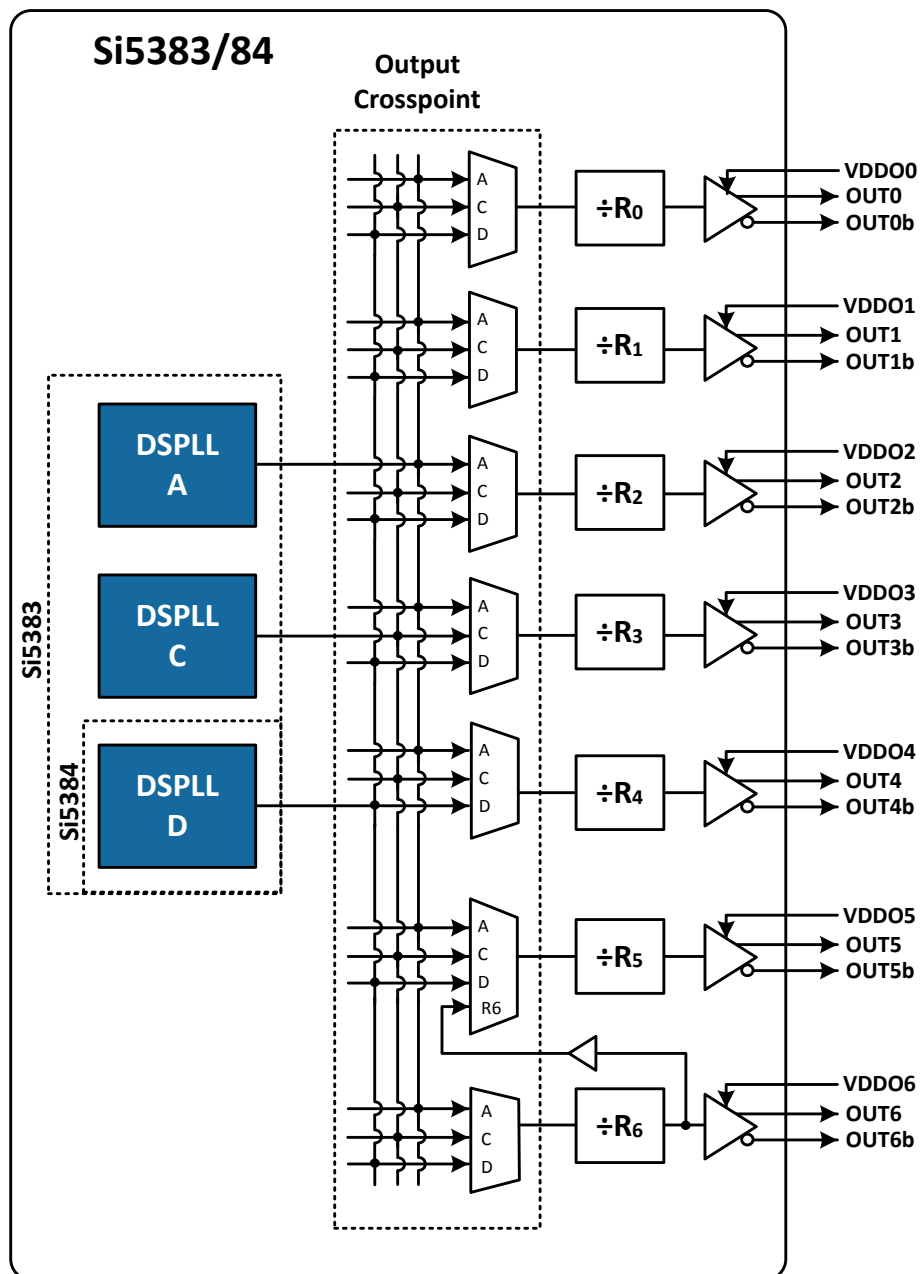 Si5383/84
Output
Crosspoint
A
C
D
÷R0
VDDO0
OUT0
OUT0b
A
C
D
÷R1
VDDO1
OUT1
OUT1b
DSPLL
A
A
C
D
÷R2
VDDO2
OUT2
OUT2b
Si5383
DSPLL
C
A
C
D
÷R3
VDDO3
OUT3
OUT3b
Si5384
DSPLL
D
A
C
D
÷R4
VDDO4
OUT4
OUT4b
A
C
D
R6
÷R5
VDDO5
OUT5
OUT5b
A
C
D
÷R6
VDDO6
OUT6
OUT6b